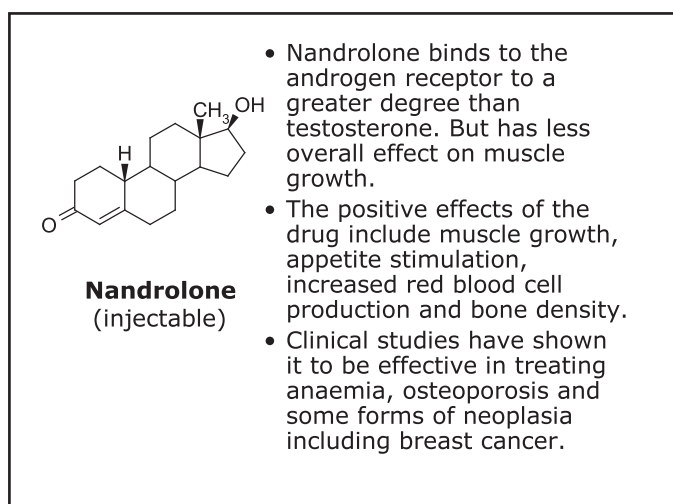 CH3
OH
H
O
Nandrolone
(injectable)
• Nandrolone binds to the
androgen receptor to a
greater degree than
testosterone. But has less
overall effect on muscle
growth.
• The positive effects of the
drug include muscle growth,
appetite stimulation,
increased red blood cell
production and bone density.
• Clinical studies have shown
it to be effective in treating
anaemia, osteoporosis and
some forms of neoplasia
including breast cancer.